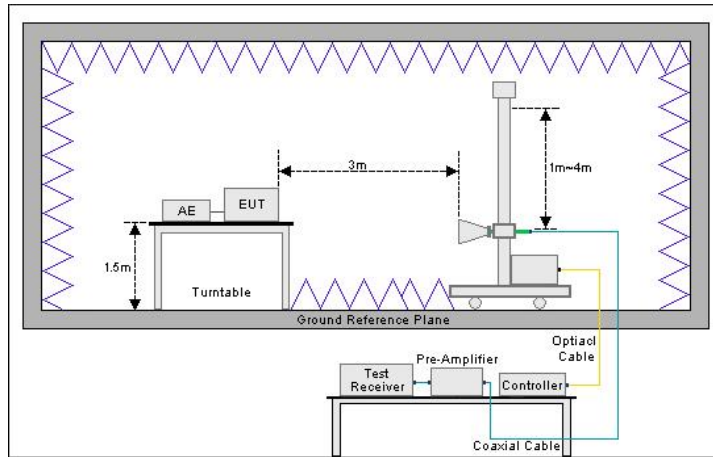 3m
1m~4m
AE
EUT
1.5m
Turntable
Ground Reference Plane
Optiacl
Cable
Pre-Amplifier
Test
Receiver
Controller
Coaxial Cable